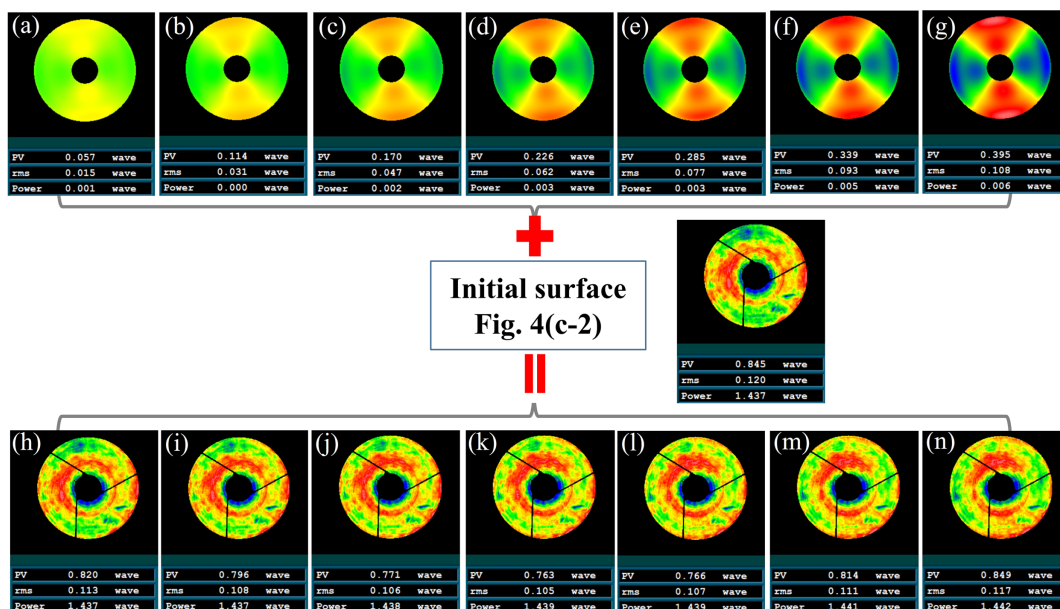 (a) (b) (c) (d) (e) (f) (g)
PV 0.057 wave PV 0.114 wave PV 0.170 wave PV 0.226 wave PV 0.285 wave PV 0.339 wave PV 0.395 wave
rms 0.015 wave rms 0.031 wave rms 0.047 wave rms 0.062 wave rms 0.077 wave rms 0.093 wave rms 0.108 wave
Power 0.001 wave Power 0.000 wave Power 0.002 wave Power 0.003 wave Power 0.003 wave Power 0.005 wave Power 0.006 wave
Initial surface
Fig. 4(c-2)
PV 0.845 wave
rms 0.120 wave
Power 1.437 wave
(h) (i) (j) (k) (l) (m) (n)
PV 0.820 wave PV 0.796 wave PV 0.771 wave PV 0.763 wave PV 0.766 wave PV 0.814 wave PV 0.849 wave
rms 0.113 wave rms 0.108 wave rms 0.106 wave rms 0.105 wave rms 0.107 wave rms 0.111 wave rms 0.117 wave
Power 1.437 wave Power 1.437 wave Power 1.438 wave Power 1.439 wave Power 1.439 wave Power 1.441 wave Power 1.442 wave